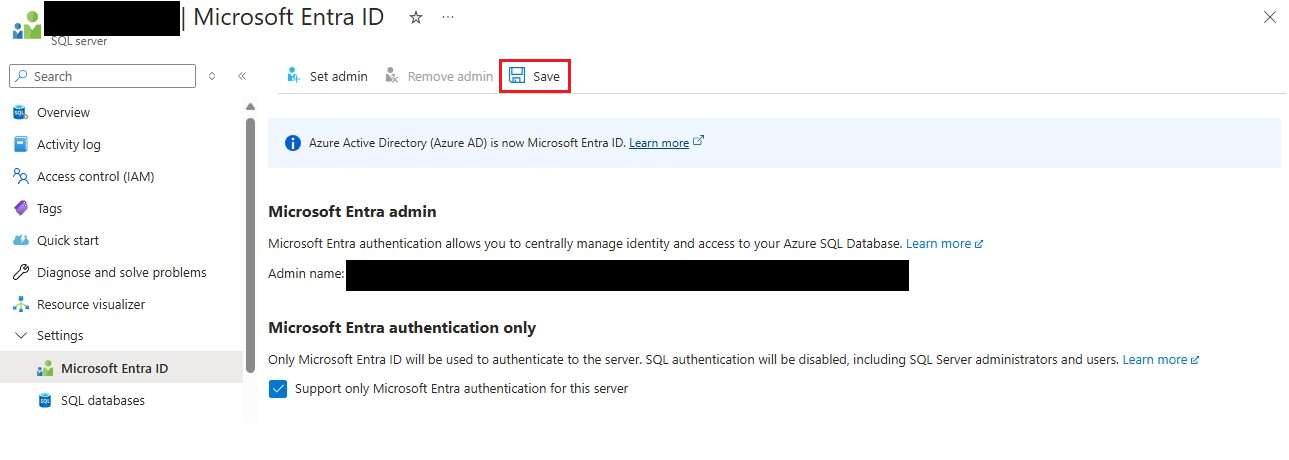 | Microsoft Entra ID
SQL server
Search
Set admin
Remove admin
Save
Overview
Activity log
Access control (IAM)
Tags
Quick start
Diagnose and solve problems
Resource visualizer
Settings
Microsoft Entra ID
SQL databases
Azure Active Directory (Azure AD) is now Microsoft Entra ID. Learn more
Microsoft Entra admin
Microsoft Entra authentication allows you to centrally manage identity and access to your Azure SQL Database. Learn more
Admin name:
Microsoft Entra authentication only
Only Microsoft Entra ID will be used to authenticate to the server. SQL authentication will be disabled, including SQL Server administrators and users. Learn more
Support only Microsoft Entra authentication for this server